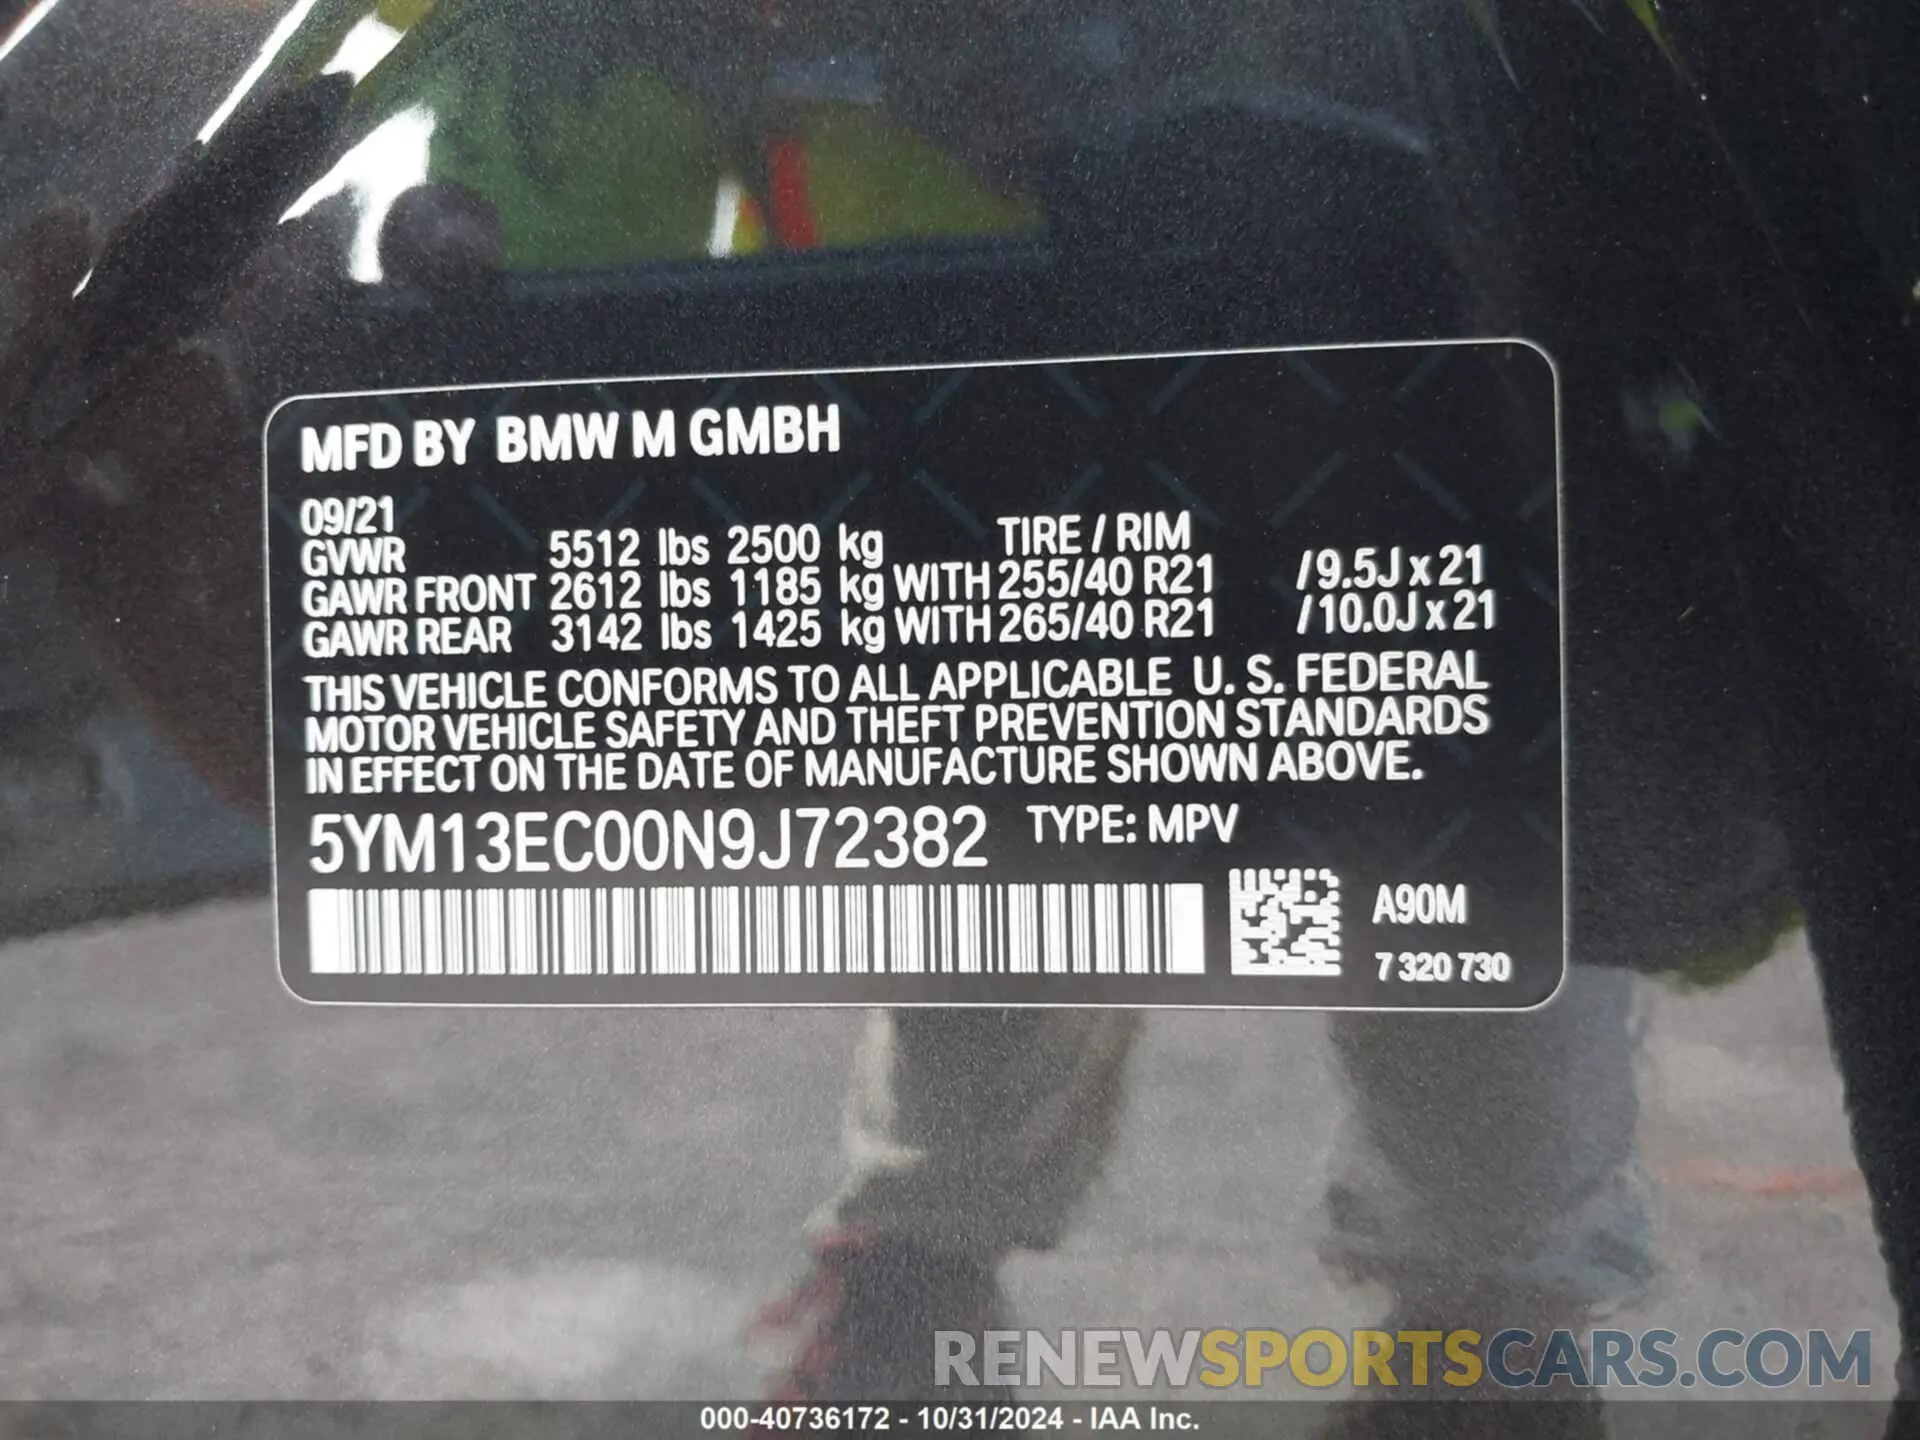 MFD BY BMW M GMBH
09/21
GVWR 5512 lbs 2500 kg TIRE / RIM
GAWR FRONT 2612 lbs 1185 kg WITH 255/40 R21 /9.5J x 21
GAWR REAR 3142 lbs 1425 kg WITH 265/40 R21 /10.0J x 21
THIS VEHICLE CONFORMS TO ALL APPLICABLE U. S. FEDERAL
MOTOR VEHICLE SAFETY AND THEFT PREVENTION STANDARDS
IN EFFECT ON THE DATE OF MANUFACTURE SHOWN ABOVE.
5YM13EC00N9J72382 TYPE: MPV
A90M
7 320 730
RENEWSPORTSCARS.COM
000-40736172 - 10/31/2024 - IAA Inc.